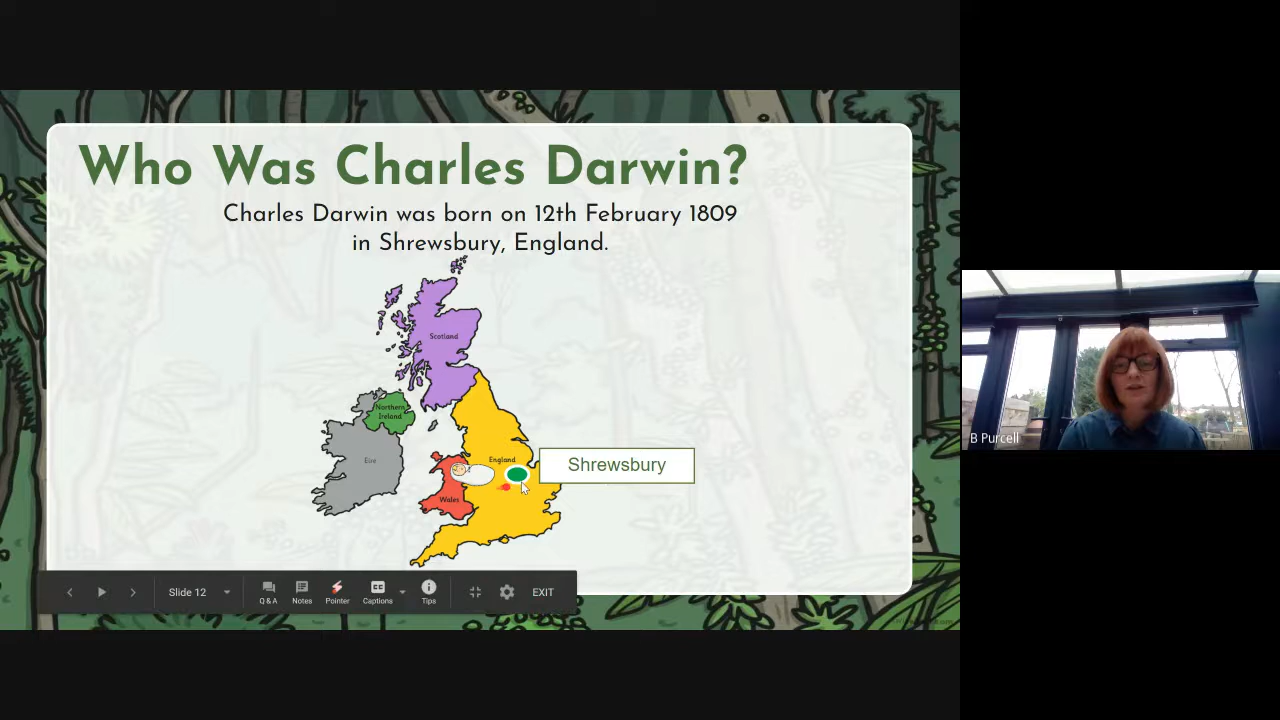 Who Was Charles Darwin?
Charles Darwin was born on 12th February 1809
in Shrewsbury, England.
Scotland
Northern
Ireland
Eire
England
Shrewsbury
Wales
B Purcell
Slide 12
Q & A
Notes
Pointer
Captions
Tips
EXIT